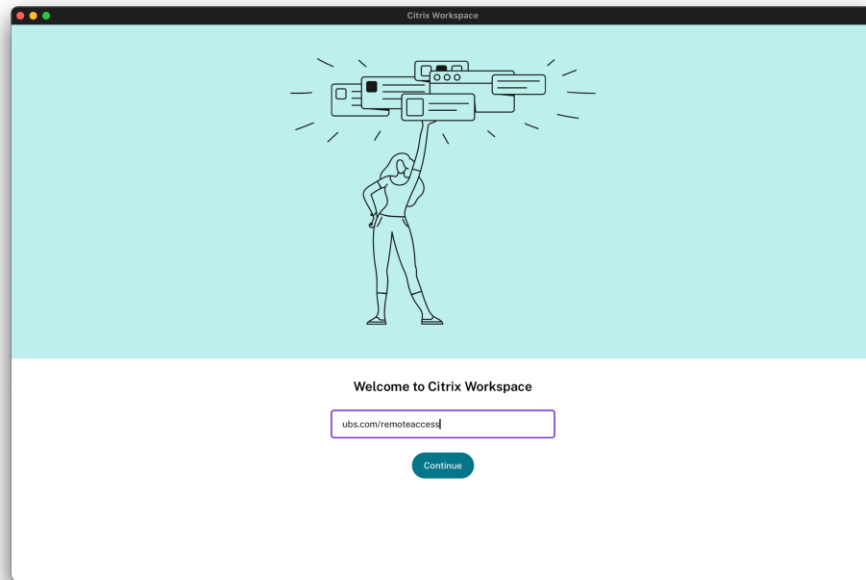 Citrix Workspace
Welcome to Citrix Workspace
ubs.com/remoteaccess
Continue